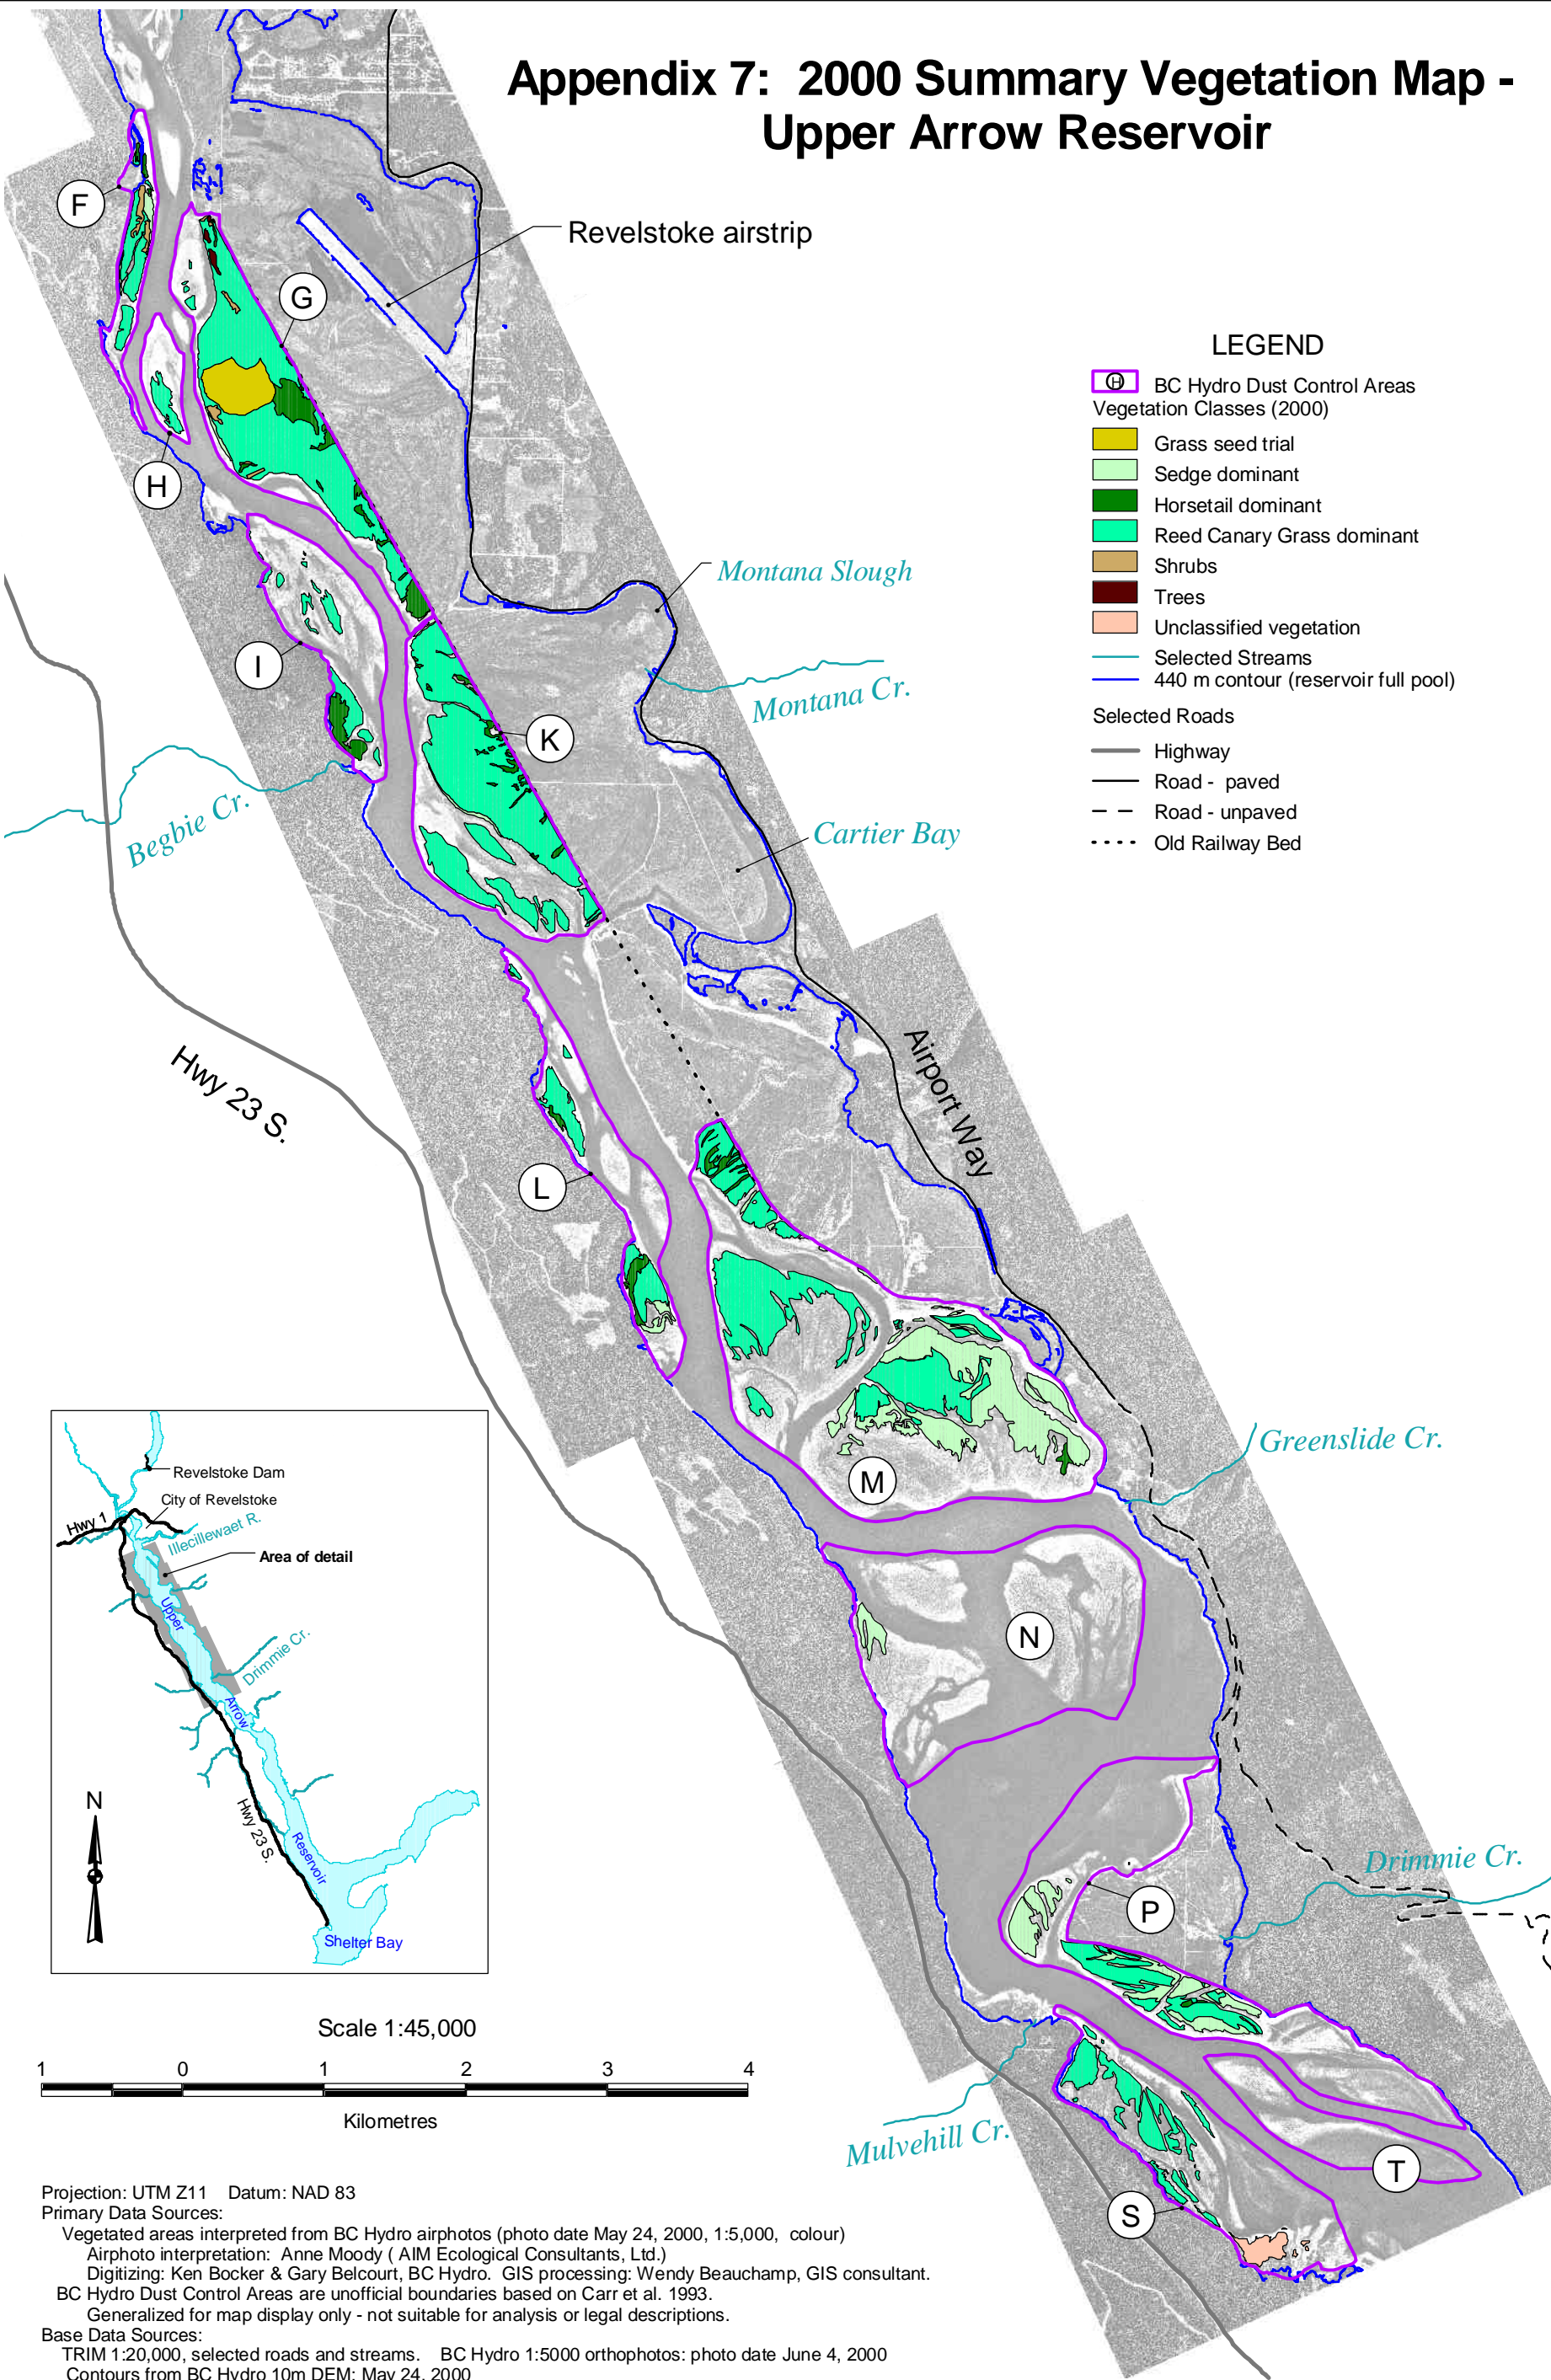 Appendix 7:  2000 Summary Vegetation Map -
Upper Arrow Reservoir
F
Revelstoke airstrip
G
H
LEGEND
H
BC Hydro Dust Control Areas
Vegetation Classes (2000)
Grass seed trial
Sedge dominant
Horsetail dominant
Reed Canary Grass dominant
Shrubs
Trees
Unclassified vegetation
Selected Streams
440 m contour (reservoir full pool)
Selected Roads
Highway
Road -  paved
Road - unpaved
Old Railway Bed
Montana Slough
I
Montana Cr.
K
Begbie Cr.
Cartier Bay
Hwy 23 S.
Airport Way
L
M
Greenslide Cr.
N
Revelstoke Dam
City of Revelstoke
Hwy 1
Illecillewaet R.
Area of detail
Upper
Drimmie Cr.
Arrow
Hwy 23 S.
Reservoir
N
Shelter Bay
Drimmie Cr.
P
Scale 1:45,000
1 0 1 2 3 4
Kilometres
Mulvehill Cr.
T
S
Projection: UTM Z11    Datum: NAD 83
Primary Data Sources:
Vegetated areas interpreted from BC Hydro airphotos (photo date May 24, 2000, 1:5,000,  colour)
Airphoto interpretation:  Anne Moody ( AIM Ecological Consultants, Ltd.)
Digitizing: Ken Bocker & Gary Belcourt, BC Hydro.  GIS processing: Wendy Beauchamp, GIS consultant.
BC Hydro Dust Control Areas are unofficial boundaries based on Carr et al. 1993.
Generalized for map display only - not suitable for analysis or legal descriptions.
Base Data Sources:
TRIM 1:20,000, selected roads and streams.    BC Hydro 1:5000 orthophotos: photo date June 4, 2000
Contours from BC Hydro 10m DEM: May 24, 2000